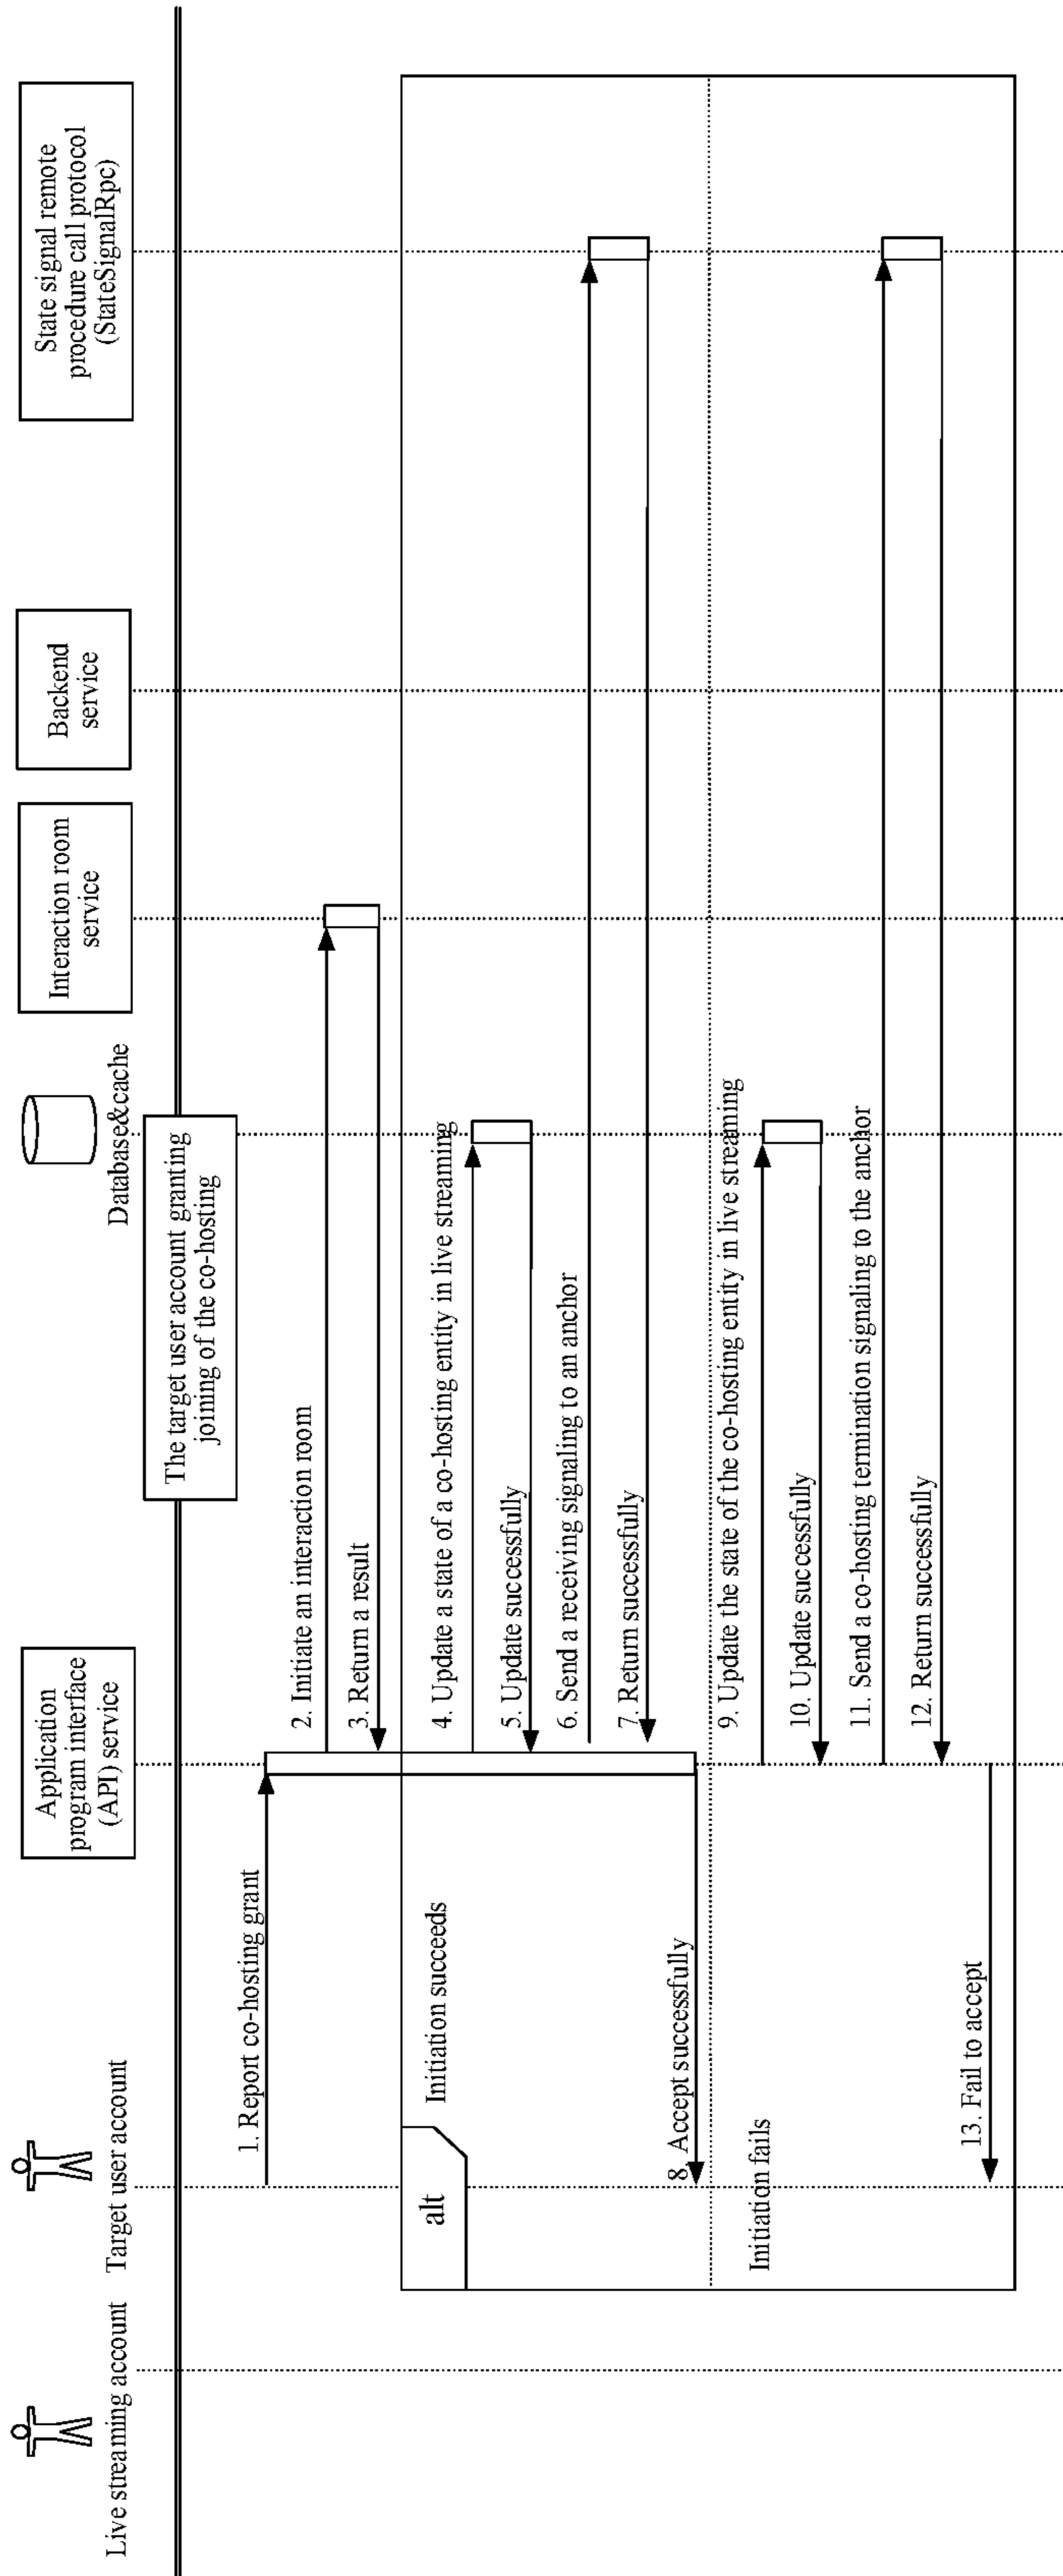 Live streaming account
Target user account
Application
program interface
(API) service
Database&cache
Interaction room
service
Backend
service
State signal remote
procedure call protocol
(StateSignalRpc)
The target user account granting
joining of the co-hosting
1. Report co-hosting grant
2. Initiate an interaction room
3. Return a result
alt
Initiation succeeds
4. Update a state of a co-hosting entity in live streaming
5. Update successfully
6. Send a receiving signaling to an anchor
7. Return successfully
8. Accept successfully
Initiation fails
9. Update the state of the co-hosting entity in live streaming
10. Update successfully
11. Send a co-hosting termination signaling to the anchor
12. Return successfully
13. Fail to accept